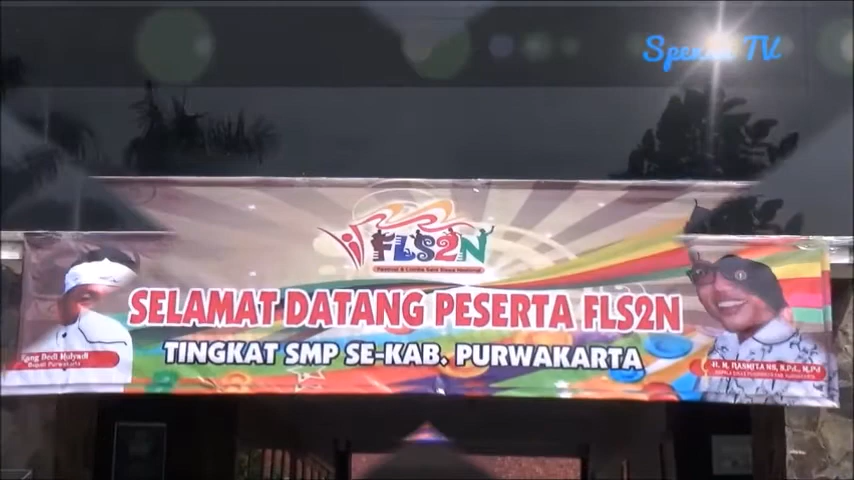 TV
FLS2N
Festival & Lomba Seni Siswa Nasional
SELAMAT DATANG PESERTA FLS2N
TINGKAT SMP SE-KAB. PURWAKARTA
Kang Dedi Mulyadi
Bupati Purwakarta